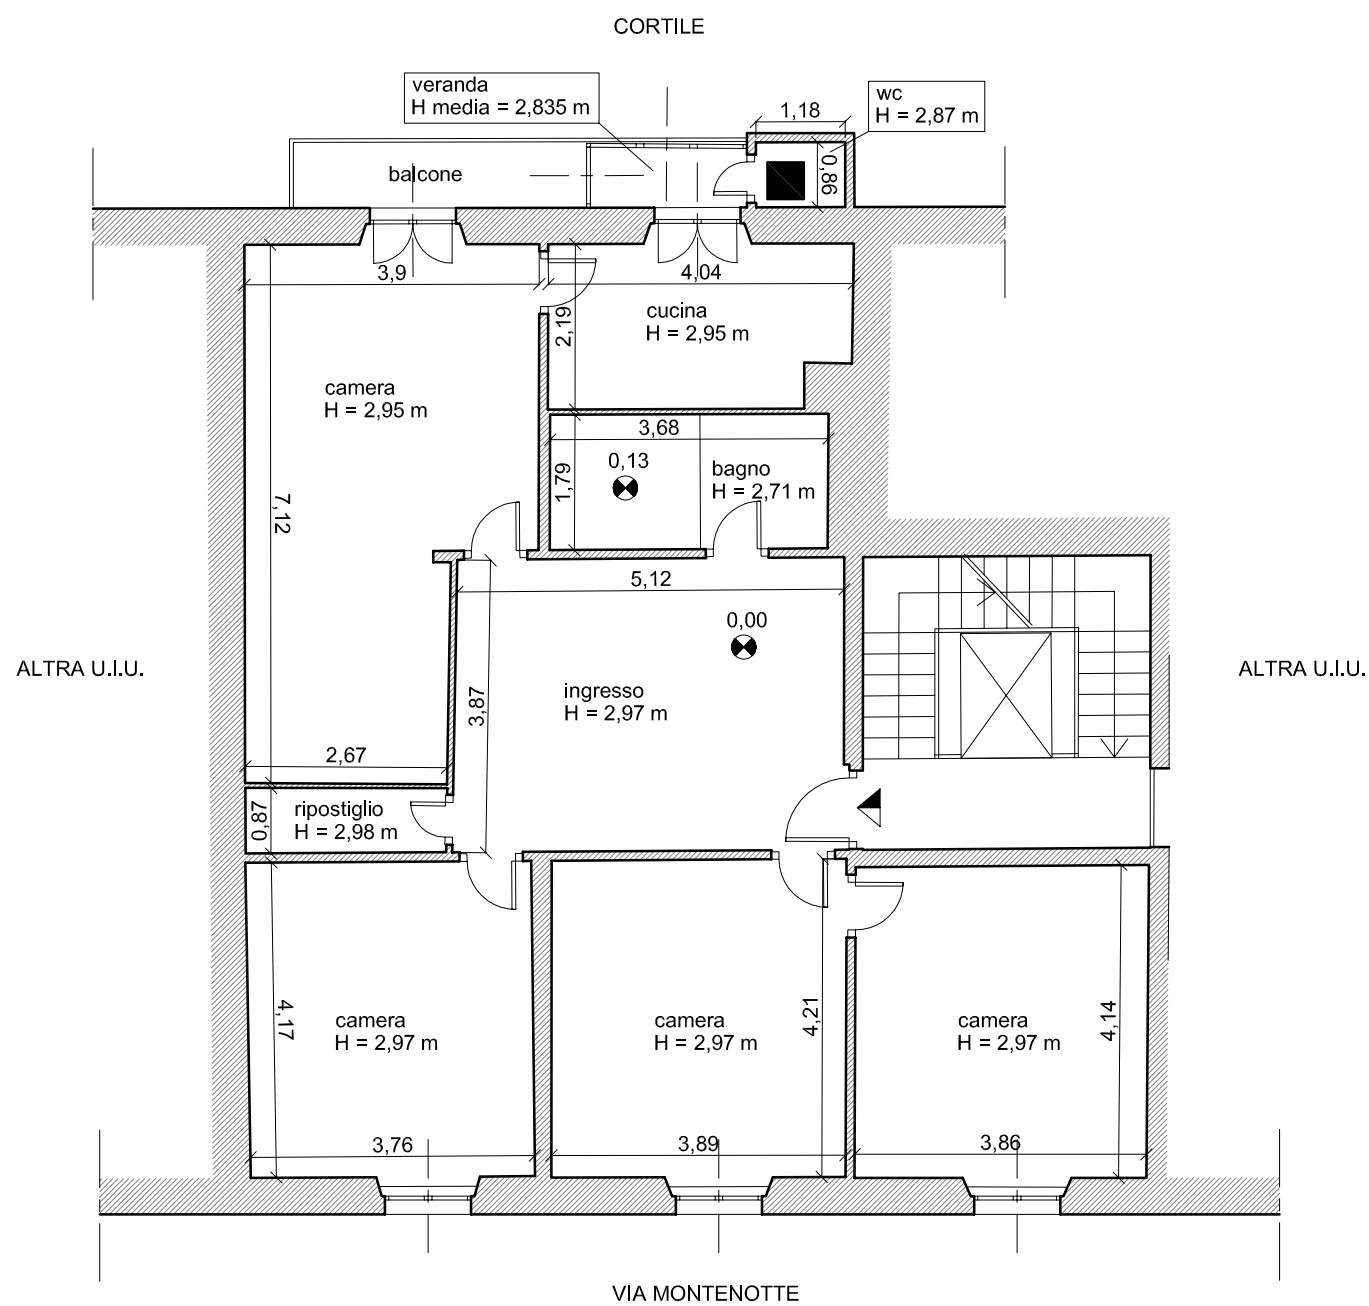 CORTILE
veranda
H media = 2,835 m
wc
H = 2,87 m
1,18
0,86
balcone
3,9
4,04
cucina
H = 2,95 m
2,19
camera
H = 2,95 m
3,68
0,13
bagno
H = 2,71 m
1,79
7,12
5,12
0,00
ALTRA U.I.U.
ALTRA U.I.U.
ingresso
H = 2,97 m
3,87
2,67
ripostiglio
H = 2,98 m
0,87
4,17
camera
H = 2,97 m
camera
H = 2,97 m
4,21
camera
H = 2,97 m
4,14
3,76
3,89
3,86
VIA MONTENOTTE